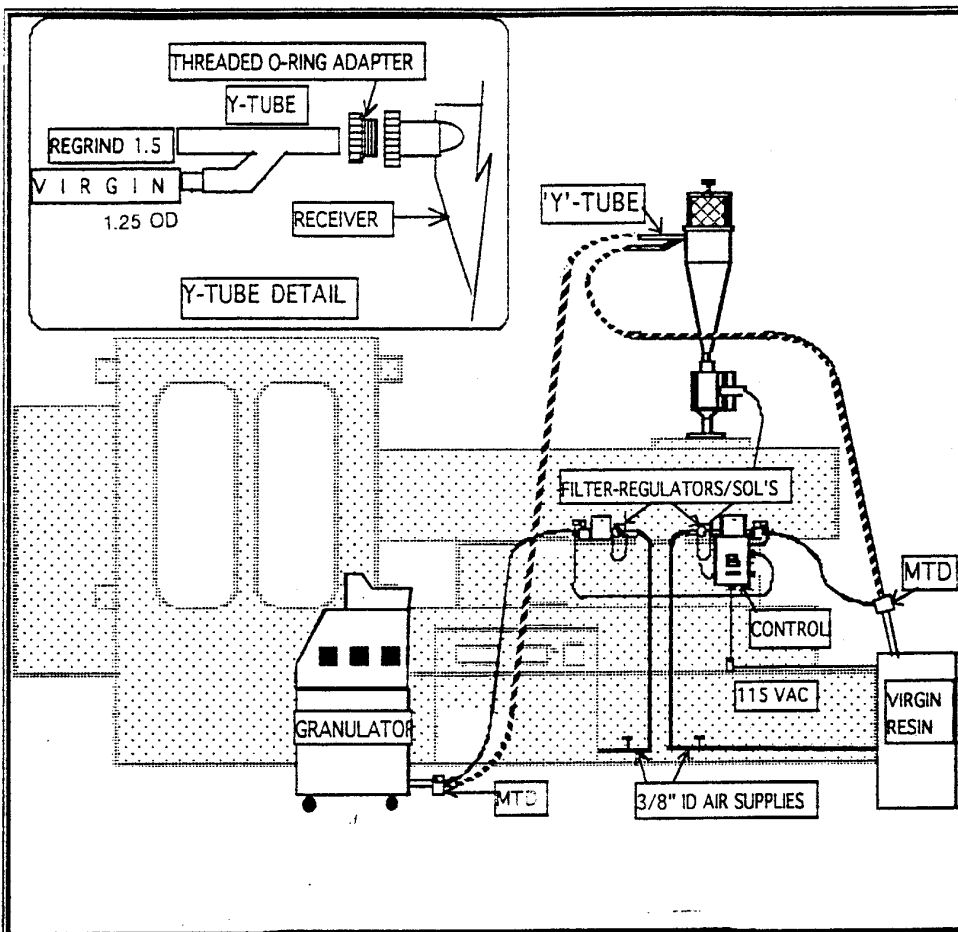 THREADED O-RING ADAPTER
Y-TUBE
REGRIND 1.5
VIRGIN
1.25 OD
RECEIVER
Y-TUBE DETAIL
'Y'-TUBE
FILTER-REGULATORS/SOL'S
MTD
CONTROL
115 VAC
VIRGIN
RESIN
GRANULATOR
MTD
3/8" ID AIR SUPPLIES